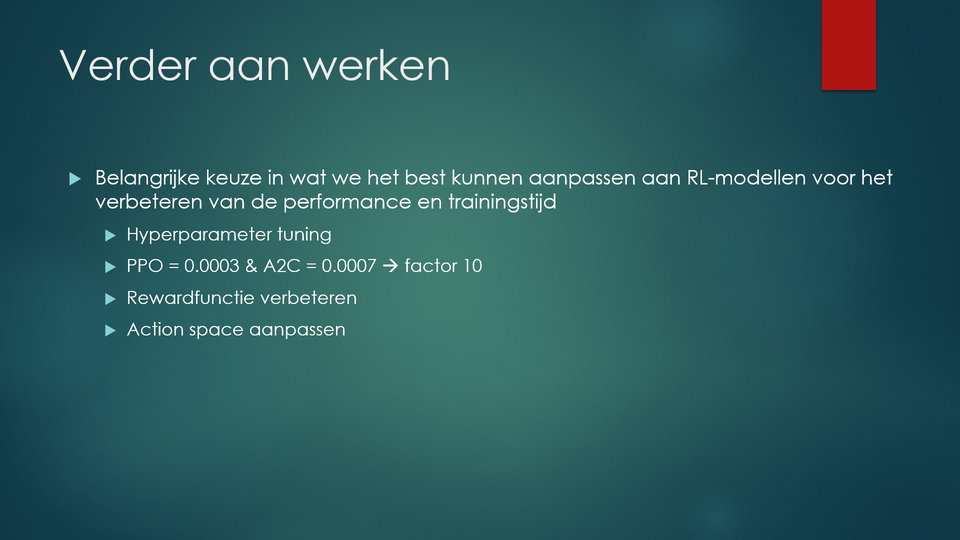 Verder aan werken
Belangrijke keuze in wat we het best kunnen aanpassen aan RL-modellen voor het
verbeteren van de performance en trainingstijd
Hyperparameter tuning
PPO = 0.0003 & A2C = 0.0007 → factor 10
Rewardfunctie verbeteren
Action space aanpassen